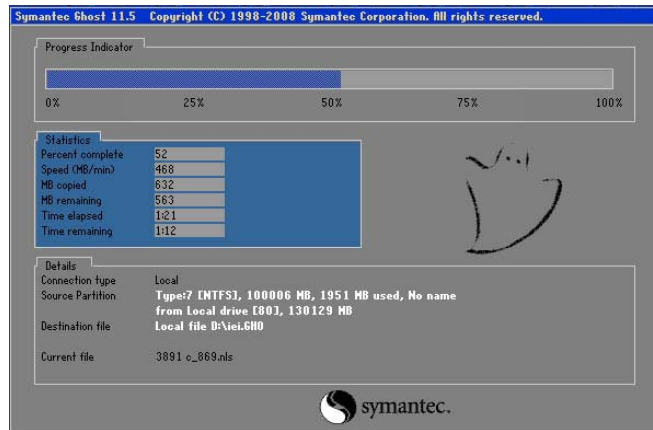 Symantec Ghost 11.5   Copyright (C) 1998-2008 Symantec Corporation. All rights reserved.
Progress Indicator
0%   25%   50%   75%   100%
Statistics
Percent complete   52
Speed (MB/min)   468
MB copied   632
MB remaining   563
Time elapsed   1:21
Time remaining   1:12
Details
Connection type   Local
Source Partition   Type:7 [NTFS], 100006 MB, 1951 MB used, No name
from Local drive [80], 130129 MB
Destination file   Local file D:\iei.GHO
Current file   3891 c_869.nls
symantec.